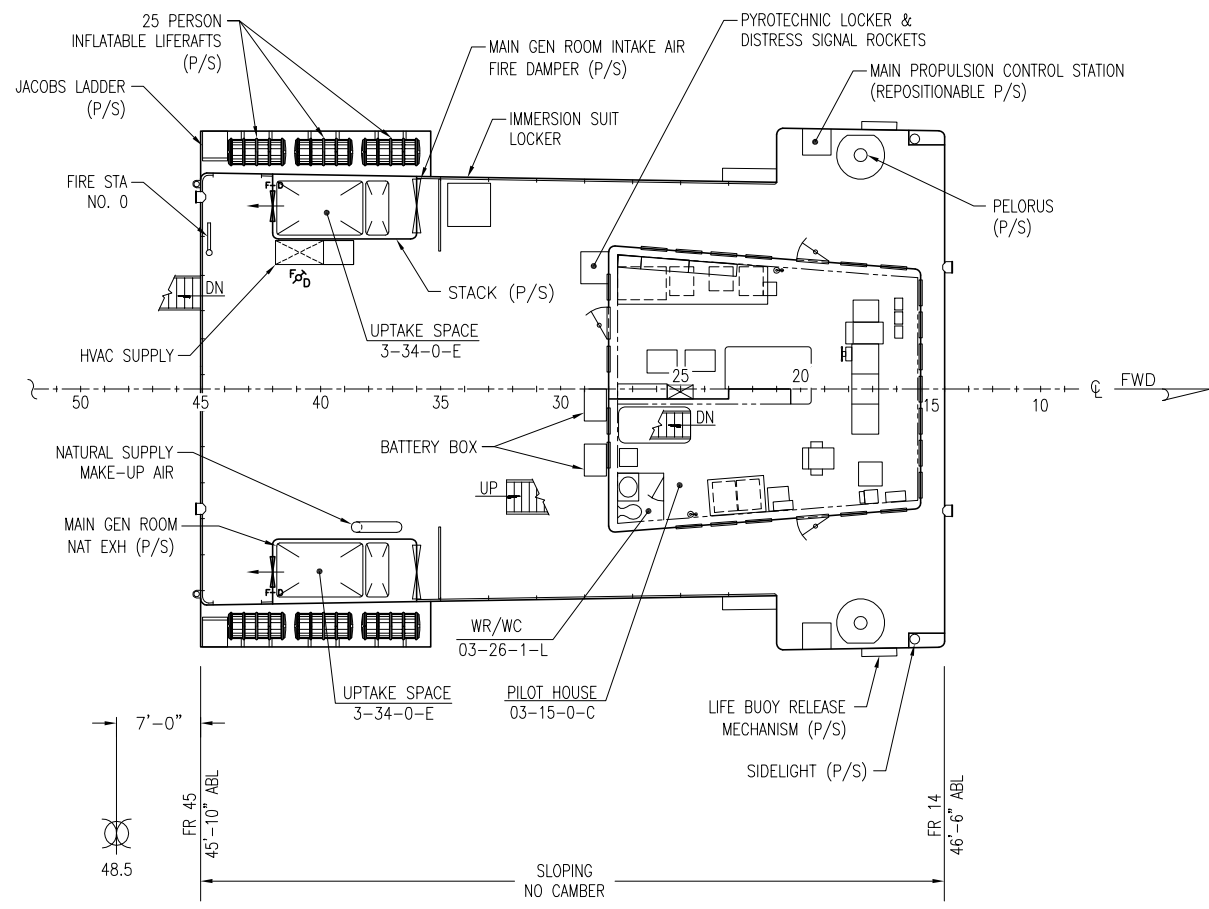 25 PERSON
INFLATABLE LIFERAFTS
(P/S)
PYROTECHNIC LOCKER &
DISTRESS SIGNAL ROCKETS
MAIN GEN ROOM INTAKE AIR
FIRE DAMPER (P/S)
MAIN PROPULSION CONTROL STATION
(REPOSITIONABLE P/S)
JACOBS LADDER
(P/S)
IMMERSION SUIT
LOCKER
FIRE STA
NO. 0
F D
PELORUS
(P/S)
F D
DN
STACK (P/S)
UPTAKE SPACE
3-34-0-E
HVAC SUPPLY
50
45
40
35
30
25
20
15
10
℄
FWD
DN
BATTERY BOX
NATURAL SUPPLY
MAKE-UP AIR
UP
MAIN GEN ROOM
NAT EXH (P/S)
F D
WR/WC
03-26-1-L
UPTAKE SPACE
3-34-0-E
PILOT HOUSE
03-15-0-C
LIFE BUOY RELEASE
MECHANISM (P/S)
SIDELIGHT (P/S)
7'-0"
FR 45
45'-10" ABL
FR 14
46'-6" ABL
48.5
SLOPING
NO CAMBER